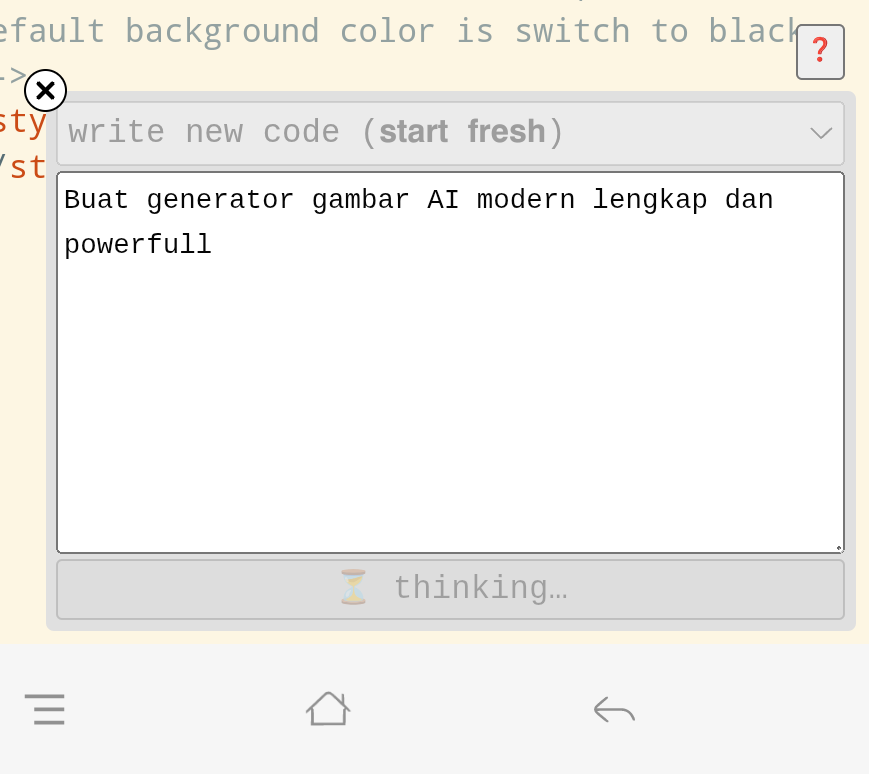 efault background color is switch to black
->
sty
/st
❓
write new code (start fresh)
Buat generator gambar AI modern lengkap dan
powerfull
⏳ thinking…